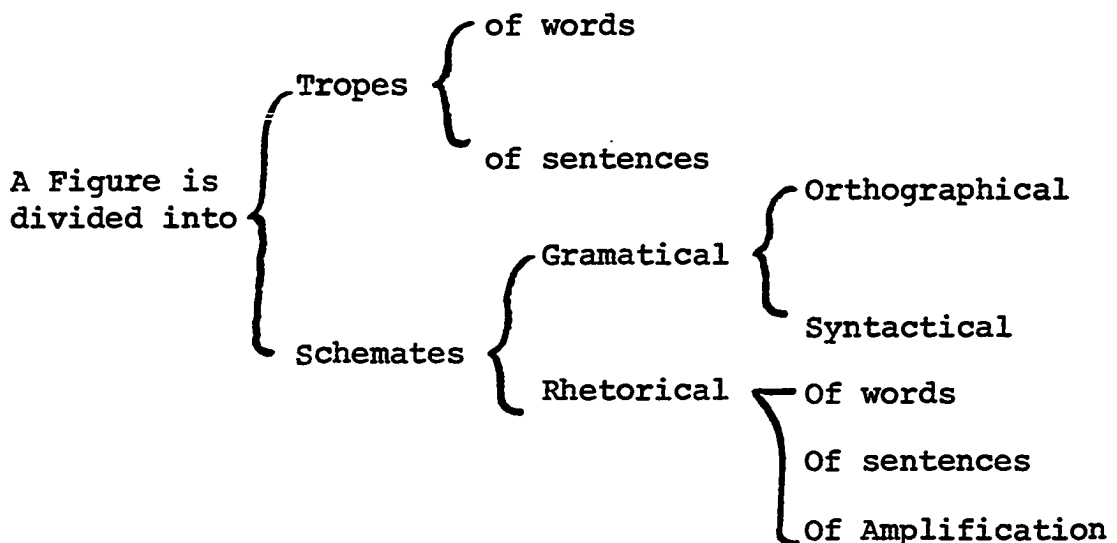 of words
Tropes
of sentences
A Figure is
divided into
Orthographical
Gramatical
Syntactical
Schemates
Rhetorical
Of words
Of sentences
Of Amplification